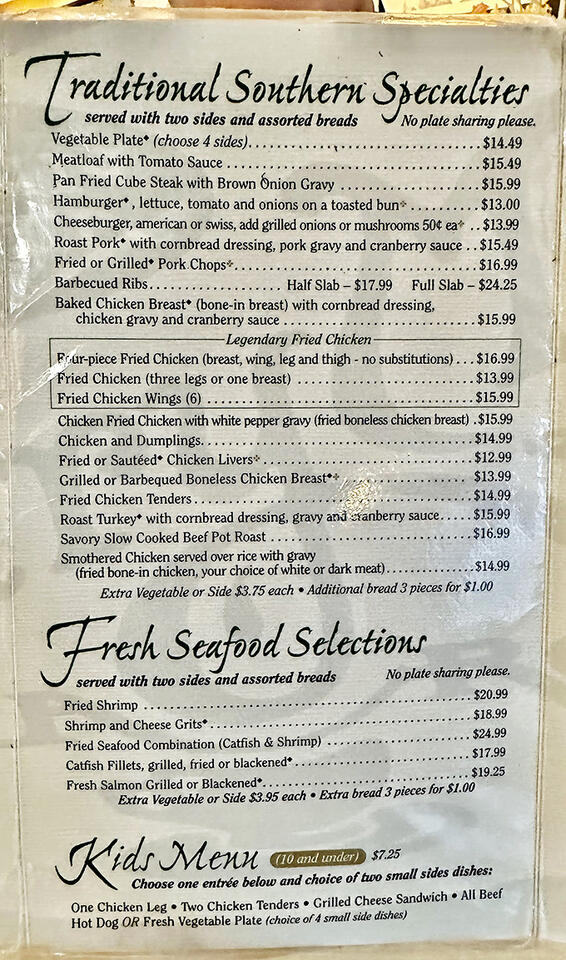 Traditional Southern Specialties
served with two sides and assorted breads No plate sharing please.
Vegetable Plate♦ (choose 4 sides)........................................ $14.49
Meatloaf with Tomato Sauce ........................................ $15.49
Pan Fried Cube Steak with Brown Onion Gravy ..................... $15.99
Hamburger♦, lettuce, tomato and onions on a toasted bun✧ ........... $13.00
Cheeseburger, american or swiss, add grilled onions or mushrooms 50¢ ea✧ .. $13.99
Roast Pork♦ with cornbread dressing, pork gravy and cranberry sauce .. $15.49
Fried or Grilled♦ Pork Chops✧........................................ $16.99
Barbecued Ribs..................... Half Slab – $17.99 Full Slab – $24.25
Baked Chicken Breast♦ (bone-in breast) with cornbread dressing,
chicken gravy and cranberry sauce ................................ $15.99
Legendary Fried Chicken
Four-piece Fried Chicken (breast, wing, leg and thigh - no substitutions) ... $16.99
Fried Chicken (three legs or one breast) ............................ $13.99
Fried Chicken Wings (6) ........................................ $15.99
Chicken Fried Chicken with white pepper gravy (fried boneless chicken breast) . $15.99
Chicken and Dumplings........................................ $14.99
Fried or Sautéed♦ Chicken Livers✧ ................................ $12.99
Grilled or Barbequed Boneless Chicken Breast♦✧ ..................... $13.99
Fried Chicken Tenders ........................................ $14.99
Roast Turkey♦ with cornbread dressing, gravy and cranberry sauce..... $15.99
Savory Slow Cooked Beef Pot Roast ................................ $16.99
Smothered Chicken served over rice with gravy
(fried bone-in chicken, your choice of white or dark meat).............. $14.99
Extra Vegetable or Side $3.75 each • Additional bread 3 pieces for $1.00
Fresh Seafood Selections
served with two sides and assorted breads No plate sharing please.
Fried Shrimp ........................................ $20.99
Shrimp and Cheese Grits♦........................................ $18.99
Fried Seafood Combination (Catfish & Shrimp) ........................ $24.99
Catfish Fillets, grilled, fried or blackened♦............................ $17.99
Fresh Salmon Grilled or Blackened♦................................ $19.25
Extra Vegetable or Side $3.95 each • Extra bread 3 pieces for $1.00
Kids Menu (10 and under) $7.25
Choose one entrée below and choice of two small sides dishes:
One Chicken Leg • Two Chicken Tenders • Grilled Cheese Sandwich • All Beef
Hot Dog OR Fresh Vegetable Plate (choice of 4 small side dishes)